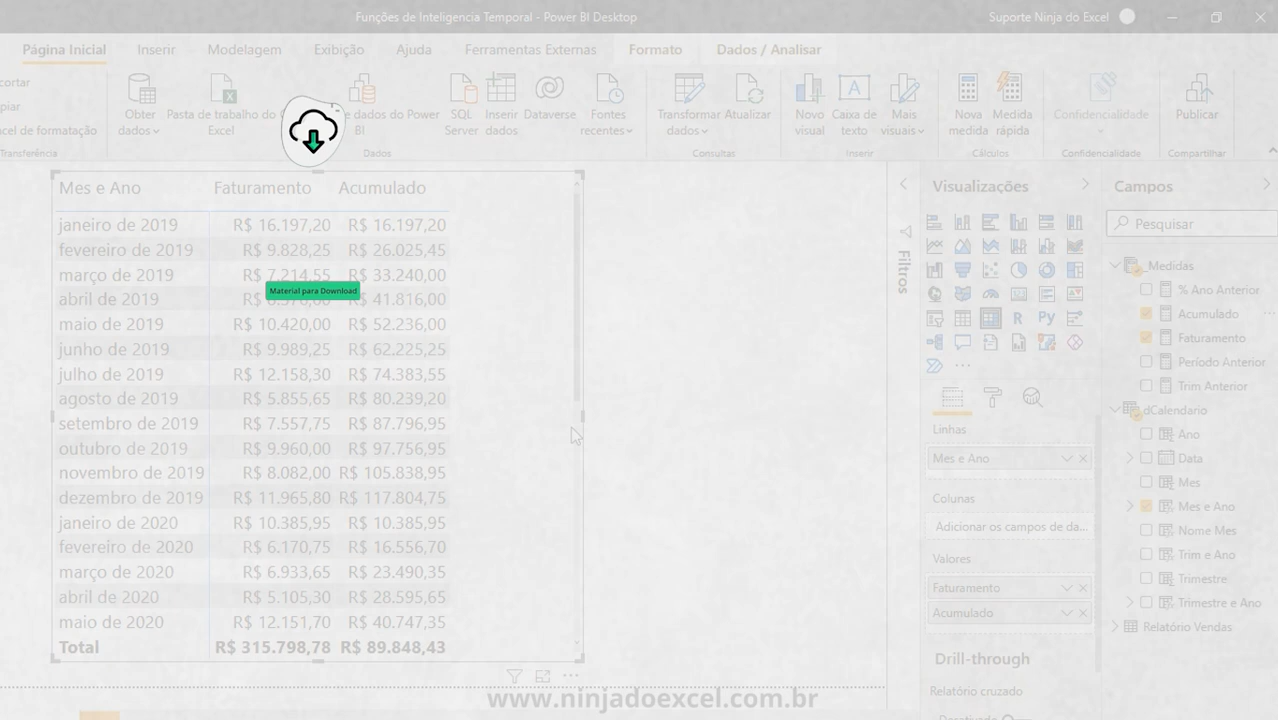 Funções de Inteligencia Temporal - Power BI Desktop
Suporte Ninja do Excel
Página Inicial
Inserir
Modelagem
Exibição
Ajuda
Ferramentas Externas
Formato
Dados / Analisar
cortar
piar
cel de formatação
Transferência
Obter dados
Pasta de trabalho do
Excel
e dados do Power
BI
SQL
Server
Inserir
dados
Dataverse
Fontes
recentes
Dados
Transformar
dados
Atualizar
Consultas
Novo
visual
Caixa de
texto
Mais
visuais
Inserir
Nova
medida
Medida
rápida
Cálculos
Confidencialidade
Confidencialidade
Publicar
Compartilhar
Mes e Ano Faturamento Acumulado
janeiro de 2019 R$ 16.197,20 R$ 16.197,20
fevereiro de 2019 R$ 9.828,25 R$ 26.025,45
março de 2019 R$ 7.214,55 R$ 33.240,00
Material para Download
abril de 2019 R$ 41.816,00
maio de 2019 R$ 10.420,00 R$ 52.236,00
junho de 2019 R$ 9.989,25 R$ 62.225,25
julho de 2019 R$ 12.158,30 R$ 74.383,55
agosto de 2019 R$ 5.855,65 R$ 80.239,20
setembro de 2019 R$ 7.557,75 R$ 87.796,95
outubro de 2019 R$ 9.960,00 R$ 97.756,95
novembro de 2019 R$ 8.082,00 R$ 105.838,95
dezembro de 2019 R$ 11.965,80 R$ 117.804,75
janeiro de 2020 R$ 10.385,95 R$ 10.385,95
fevereiro de 2020 R$ 6.170,75 R$ 16.556,70
março de 2020 R$ 6.933,65 R$ 23.490,35
abril de 2020 R$ 5.105,30 R$ 28.595,65
maio de 2020 R$ 12.151,70 R$ 40.747,35
Total R$ 315.798,78 R$ 89.848,43
Filtros
Visualizações
R
Py
Linhas
Mes e Ano
Colunas
Adicionar os campos de da...
Valores
Faturamento
Acumulado
Drill-through
Relatório cruzado
Desativado
Campos
Pesquisar
_Medidas
% Ano Anterior
Acumulado
Faturamento
Período Anterior
Trim Anterior
dCalendario
Ano
Data
Mes
Mes e Ano
Nome Mes
Trim e Ano
Trimestre
Trimestre e Ano
Relatório Vendas
www.ninjadoexcel.com.br